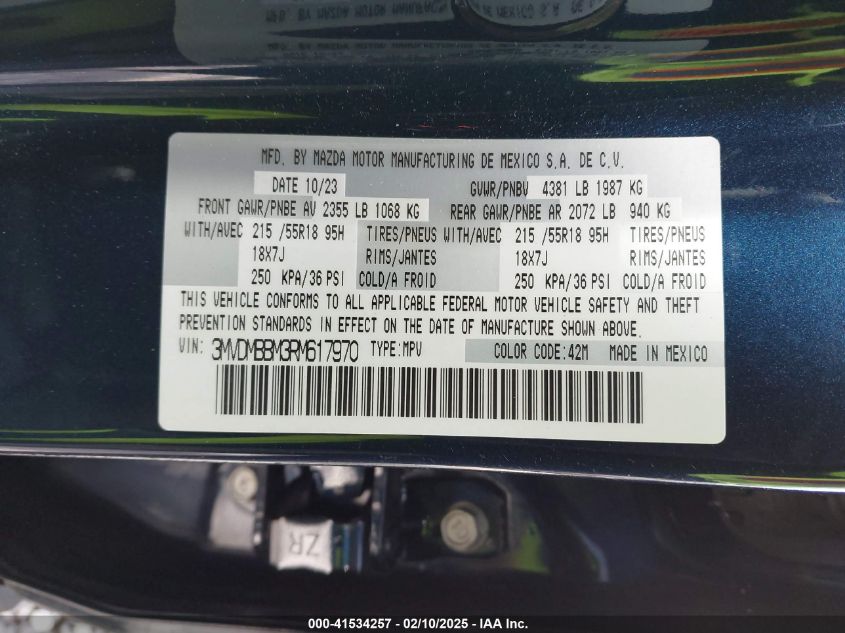 MFD. BY MAZDA MOTOR MANUFACTURING DE MEXICO S.A. DE C.V.
DATE 10/23 GVWR/PNBV 4381 LB 1987 KG
FRONT GAWR/PNBE AV 2355 LB 1068 KG REAR GAWR/PNBE AR 2072 LB 940 KG
WITH/AVEC 215 /55R18 95H TIRES/PNEUS WITH/AVEC 215 /55R18 95H TIRES/PNEUS
18X7J RIMS/JANTES 18X7J RIMS/JANTES
250 KPA/36 PSI COLD/A FROID 250 KPA/36 PSI COLD/A FROID
THIS VEHICLE CONFORMS TO ALL APPLICABLE FEDERAL MOTOR VEHICLE SAFETY AND THEFT
PREVENTION STANDARDS IN EFFECT ON THE DATE OF MANUFACTURE SHOWN ABOVE.
VIN: 3MVDMBBM3RM617970 TYPE:MPV COLOR CODE:42M MADE IN MEXICO
ZR
000-41534257 - 02/10/2025 - IAA Inc.